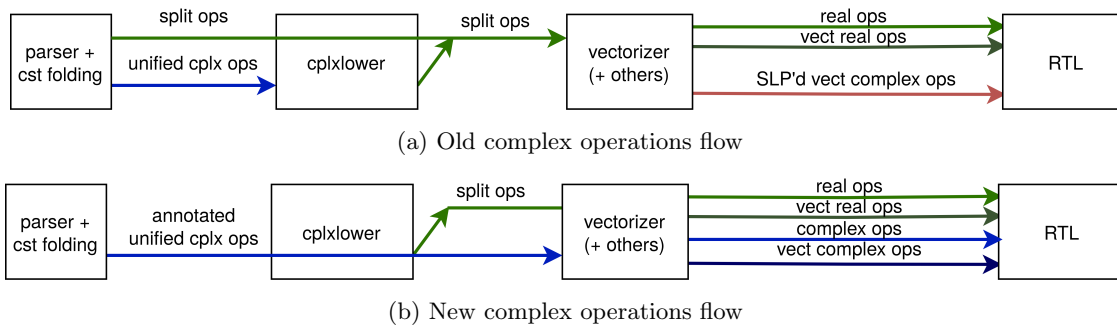 split ops
split ops
real ops
parser +
cst folding
unified cplx ops
cplxlower
vectorizer
(+ others)
vect real ops
SLP'd vect complex ops
RTL
(a) Old complex operations flow
split ops
real ops
parser +
cst folding
annotated
unified cplx ops
cplxlower
vectorizer
(+ others)
vect real ops
complex ops
vect complex ops
RTL
(b) New complex operations flow